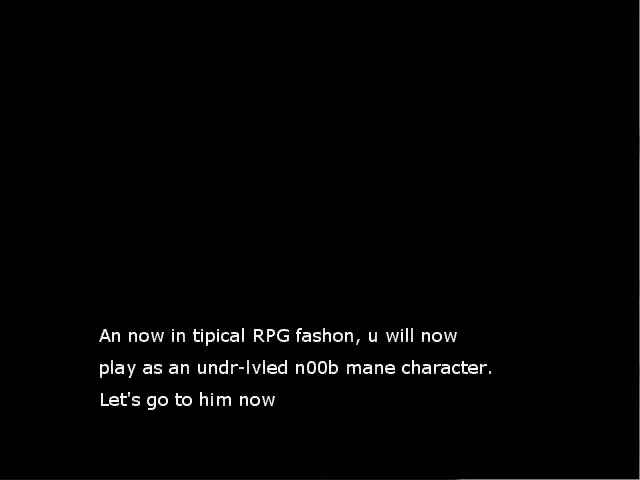 An now in tipical RPG fashon, u will now
play as an undr-lvled n00b mane character.
Let's go to him now